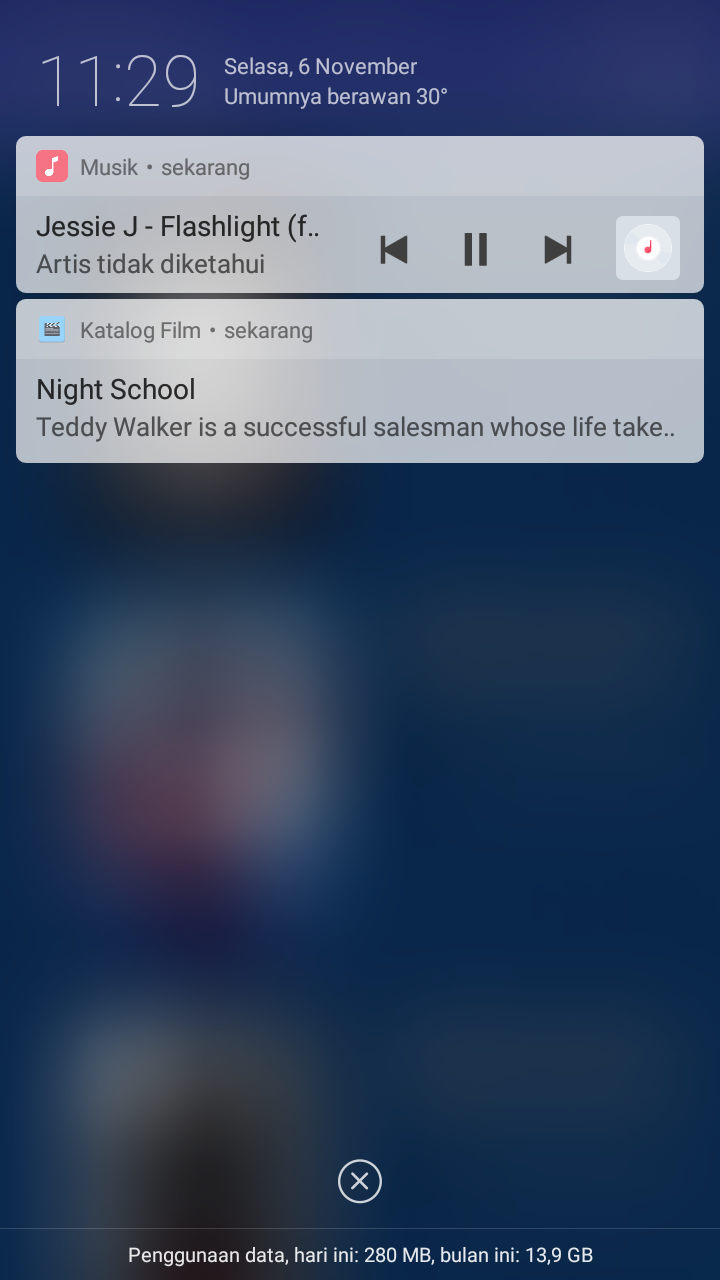 11:29
Selasa, 6 November
Umumnya berawan 30°
Musik • sekarang
Jessie J - Flashlight (f..
Artis tidak diketahui
Katalog Film • sekarang
Night School
Teddy Walker is a successful salesman whose life take..
Penggunaan data, hari ini: 280 MB, bulan ini: 13,9 GB